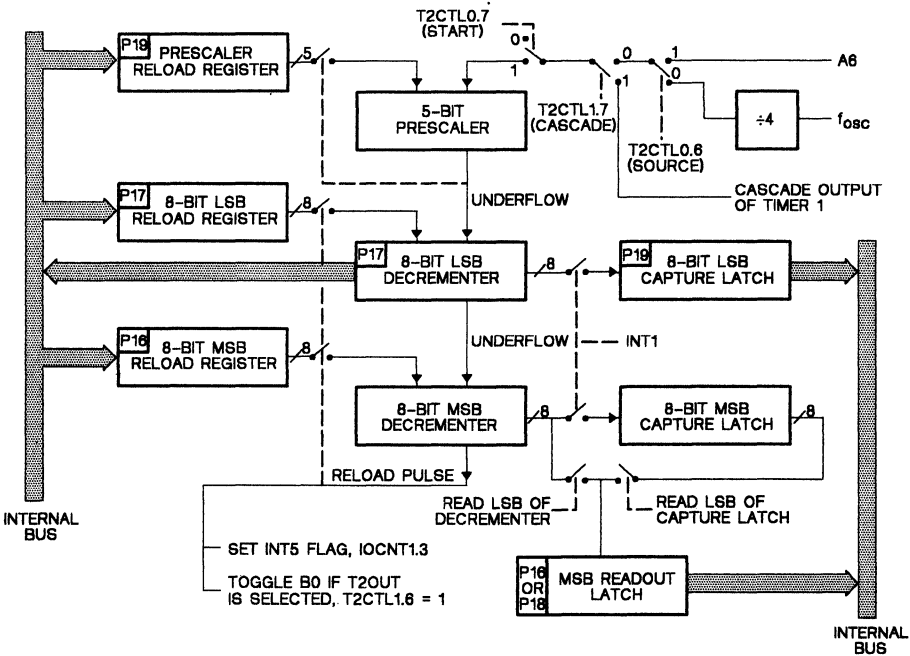 T2CTL0.7
(START)
P19
PRESCALER
RELOAD REGISTER
5
0
1
0
1
1
0
A6
5-BIT
PRESCALER
T2CTL1.7
(CASCADE)
T2CTL0.6
(SOURCE)
÷4
fosc
P17
8-BIT LSB
RELOAD REGISTER
8
UNDERFLOW
CASCADE OUTPUT
OF TIMER 1
P17
8-BIT LSB
DECREMENTER
8
P19
8-BIT LSB
CAPTURE LATCH
P16
8-BIT MSB
RELOAD REGISTER
8
UNDERFLOW
INT1
8-BIT MSB
DECREMENTER
8
8-BIT MSB
CAPTURE LATCH
8
RELOAD PULSE
READ LSB OF
DECREMENTER
READ LSB OF
CAPTURE LATCH
INTERNAL
BUS
SET INT5 FLAG, IOCNT1.3
TOGGLE B0 IF T2OUT
IS SELECTED, T2CTL1.6 = 1
P16
OR
P18
MSB READOUT
LATCH
INTERNAL
BUS